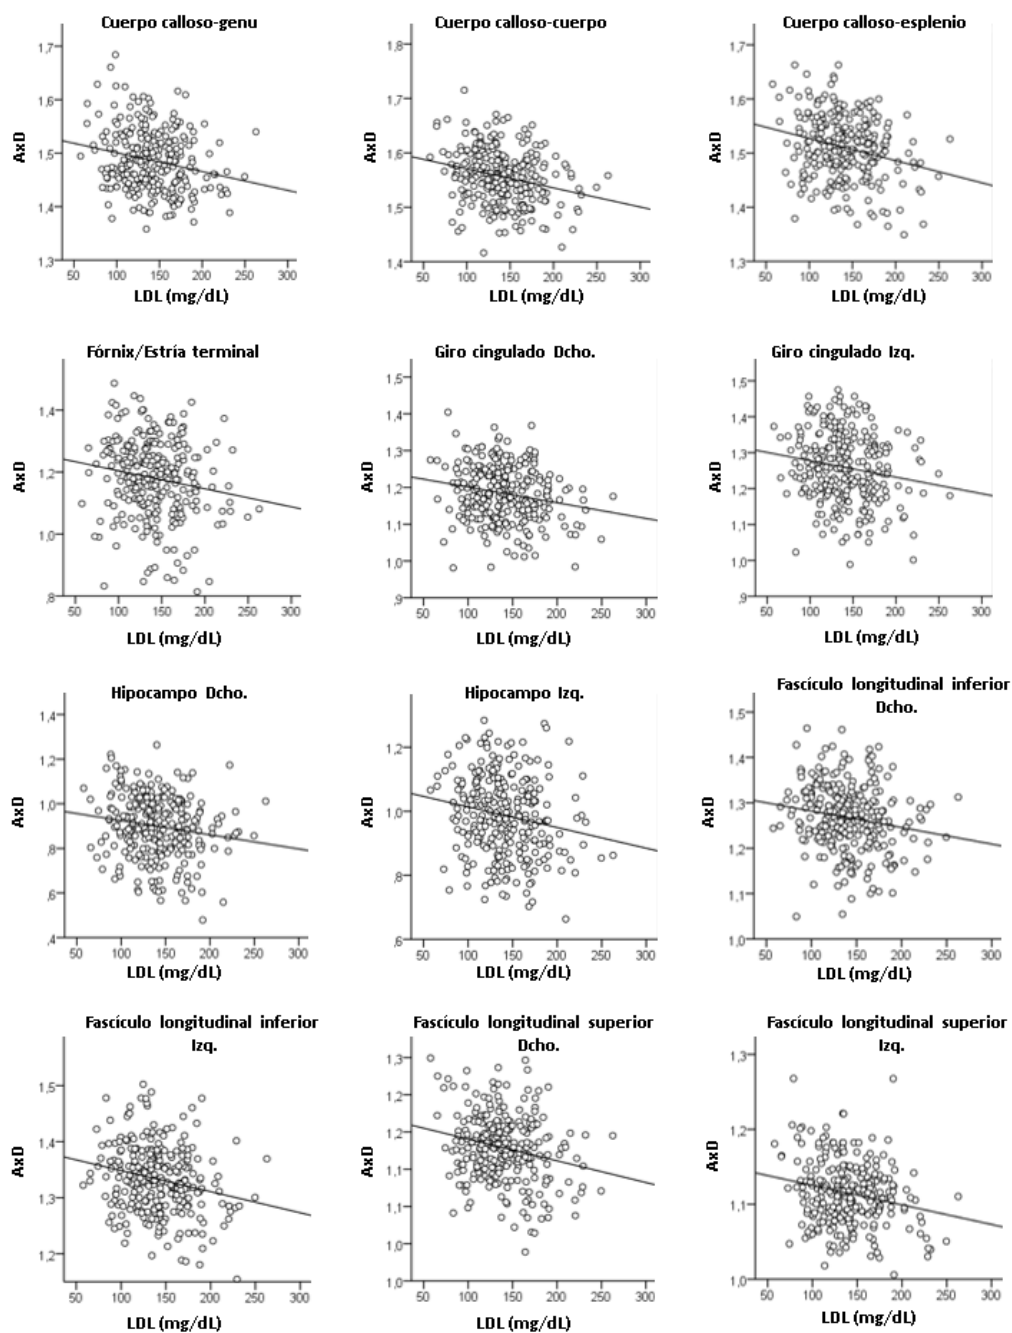 Cuerpo calloso-genu
1,7
1,6
1,5
1,4
1,3
AxD
50 100 150 200 250 300
LDL (mg/dL)
Cuerpo calloso-cuerpo
1,8
1,7
1,6
1,5
1,4
AxD
50 100 150 200 250 300
LDL (mg/dL)
Cuerpo calloso-esplenio
1,7
1,6
1,5
1,4
1,3
AxD
50 100 150 200 250 300
LDL (mg/dL)
Fórnix/Estría terminal
1,4
1,2
1,0
,8
AxD
50 100 150 200 250 300
LDL (mg/dL)
Giro cingulado Dcho.
1,5
1,4
1,3
1,2
1,1
1,0
,9
AxD
50 100 150 200 250 300
LDL (mg/dL)
Giro cingulado Izq.
1,5
1,4
1,3
1,2
1,1
1,0
,9
AxD
50 100 150 200 250 300
LDL (mg/dL)
Hipocampo Dcho.
1,4
1,2
1,0
,8
,6
,4
AxD
50 100 150 200 250 300
LDL (mg/dL)
Hipocampo Izq.
1,2
1,0
,8
,6
AxD
50 100 150 200 250 300
LDL (mg/dL)
Fascículo longitudinal inferior
Dcho.
1,5
1,4
1,3
1,2
1,1
1,0
AxD
50 100 150 200 250 300
LDL (mg/dL)
Fascículo longitudinal inferior
Izq.
1,5
1,4
1,3
1,2
AxD
50 100 150 200 250 300
LDL (mg/dL)
Fascículo longitudinal superior
Dcho.
1,3
1,2
1,2
1,1
1,1
1,0
1,0
AxD
50 100 150 200 250 300
LDL (mg/dL)
Fascículo longitudinal superior
Izq.
1,3
1,2
1,1
1,0
AxD
50 100 150 200 250 300
LDL (mg/dL)